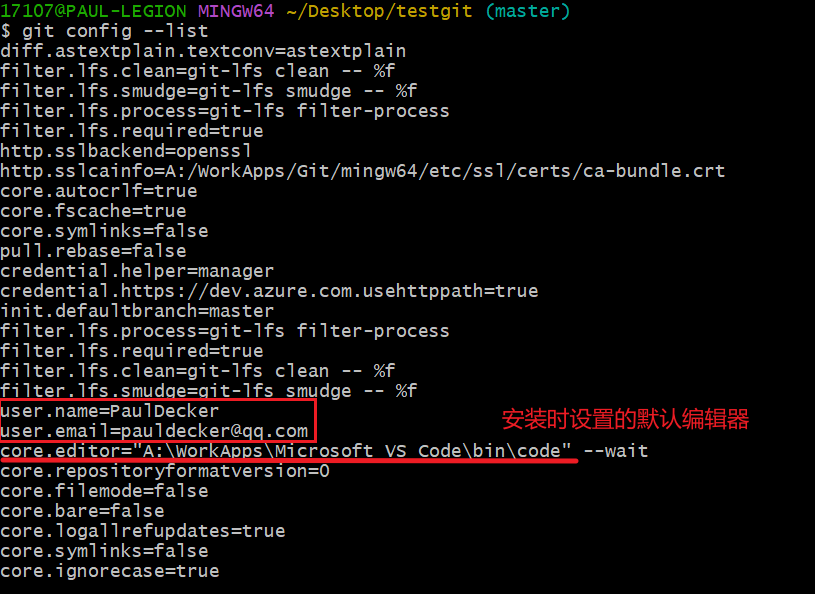 17107@PAUL-LEGION MINGW64 ~/Desktop/testgit (master)
$ git config --list
diff.astextplain.textconv=astextplain
filter.lfs.clean=git-lfs clean -- %f
filter.lfs.smudge=git-lfs smudge -- %f
filter.lfs.process=git-lfs filter-process
filter.lfs.required=true
http.sslbackend=openssl
http.sslcainfo=A:/WorkApps/Git/mingw64/etc/ssl/certs/ca-bundle.crt
core.autocrlf=true
core.fscache=true
core.symlinks=false
pull.rebase=false
credential.helper=manager
credential.https://dev.azure.com.usehttppath=true
init.defaultbranch=master
filter.lfs.process=git-lfs filter-process
filter.lfs.required=true
filter.lfs.clean=git-lfs clean -- %f
filter.lfs.smudge=git-lfs smudge -- %f
user.name=PaulDecker
user.email=pauldecker@qq.com
安装时设置的默认编辑器
core.editor="A:\WorkApps\Microsoft VS Code\bin\code" --wait
core.repositoryformatversion=0
core.filemode=false
core.bare=false
core.logallrefupdates=true
core.symlinks=false
core.ignorecase=true